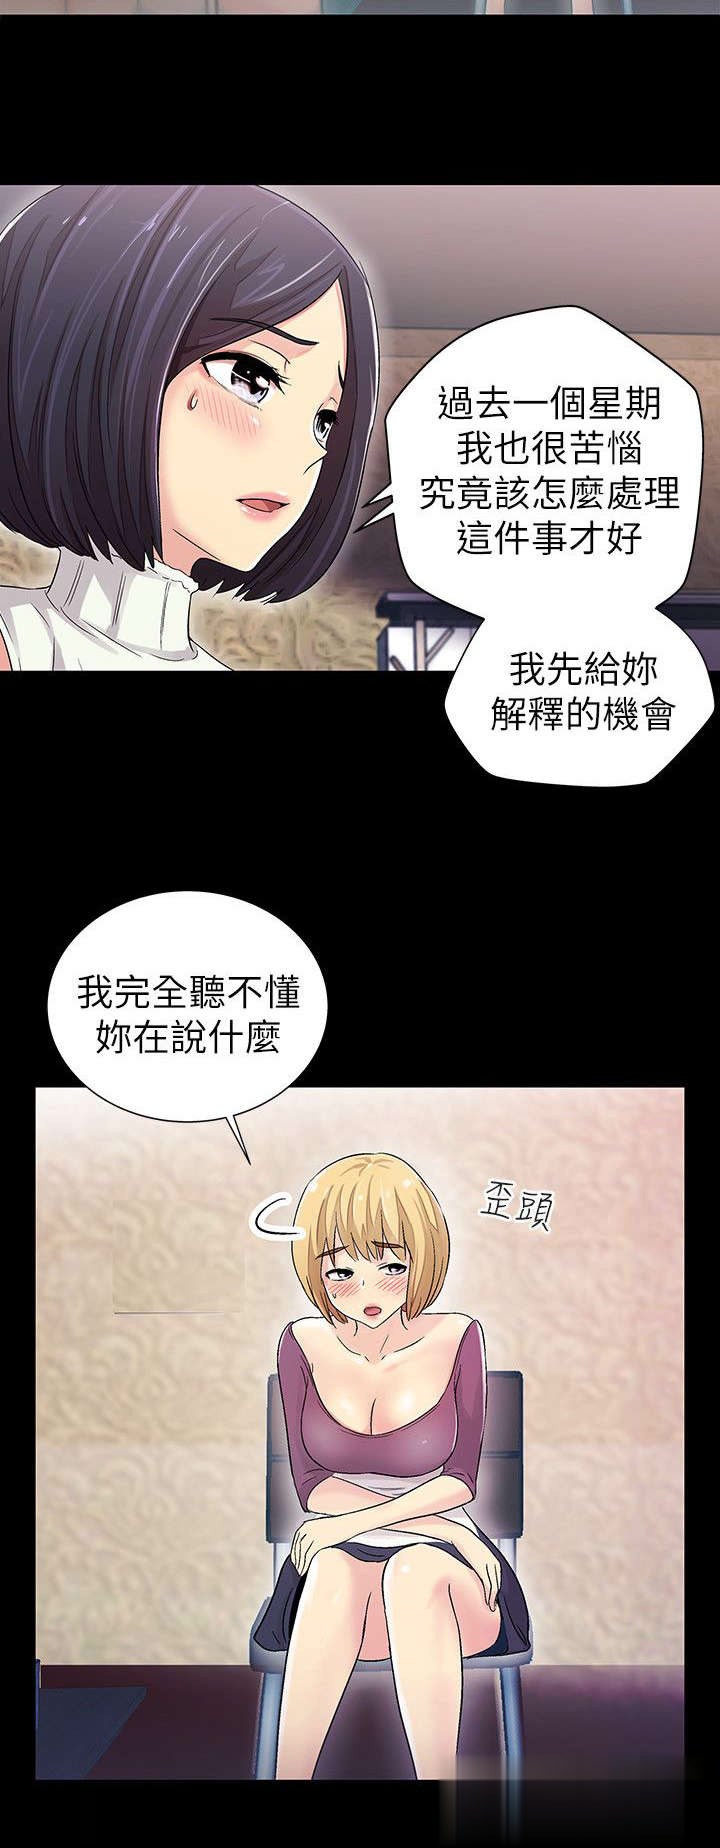 過去一個星期
我也很苦惱
究竟該怎麼處理
這件事才好
我先給妳
解釋的機會
我完全聽不懂
妳在說什麼
歪頭